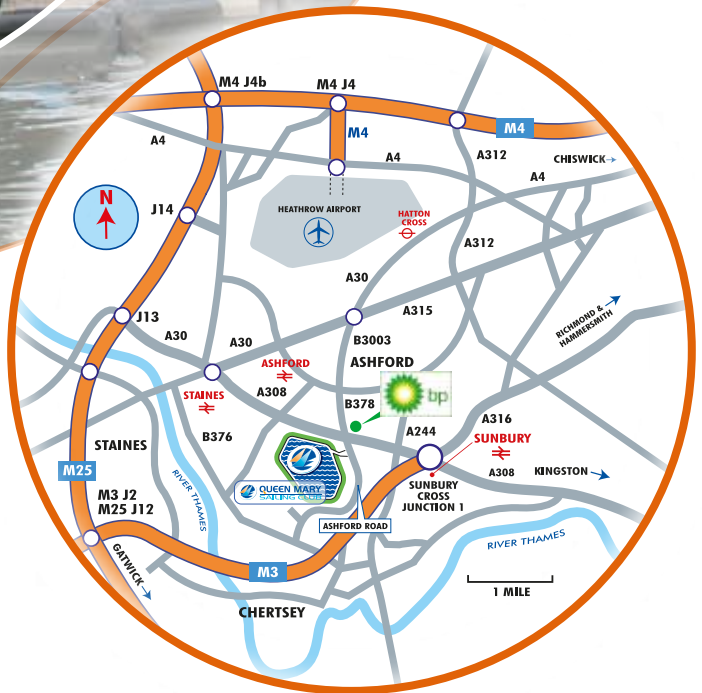 M4 J4b
M4 J4
M4
M4
A4
A4
A312
CHISWICK
A4
N
J14
HEATHROW AIRPORT
HATTON
CROSS
A312
A30
A315
RICHMOND &
HAMMERSMITH
J13
A30
A30
B3003
ASHFORD
ASHFORD
A308
bp
STAINES
B378
A316
B376
A244
SUNBURY
STAINES
M25
QUEEN MARY
SAILING CLUB
A308
KINGSTON
SUNBURY
CROSS
JUNCTION 1
M3 J2
M25 J12
RIVER THAMES
ASHFORD ROAD
RIVER THAMES
GATWICK
M3
1 MILE
CHERTSEY